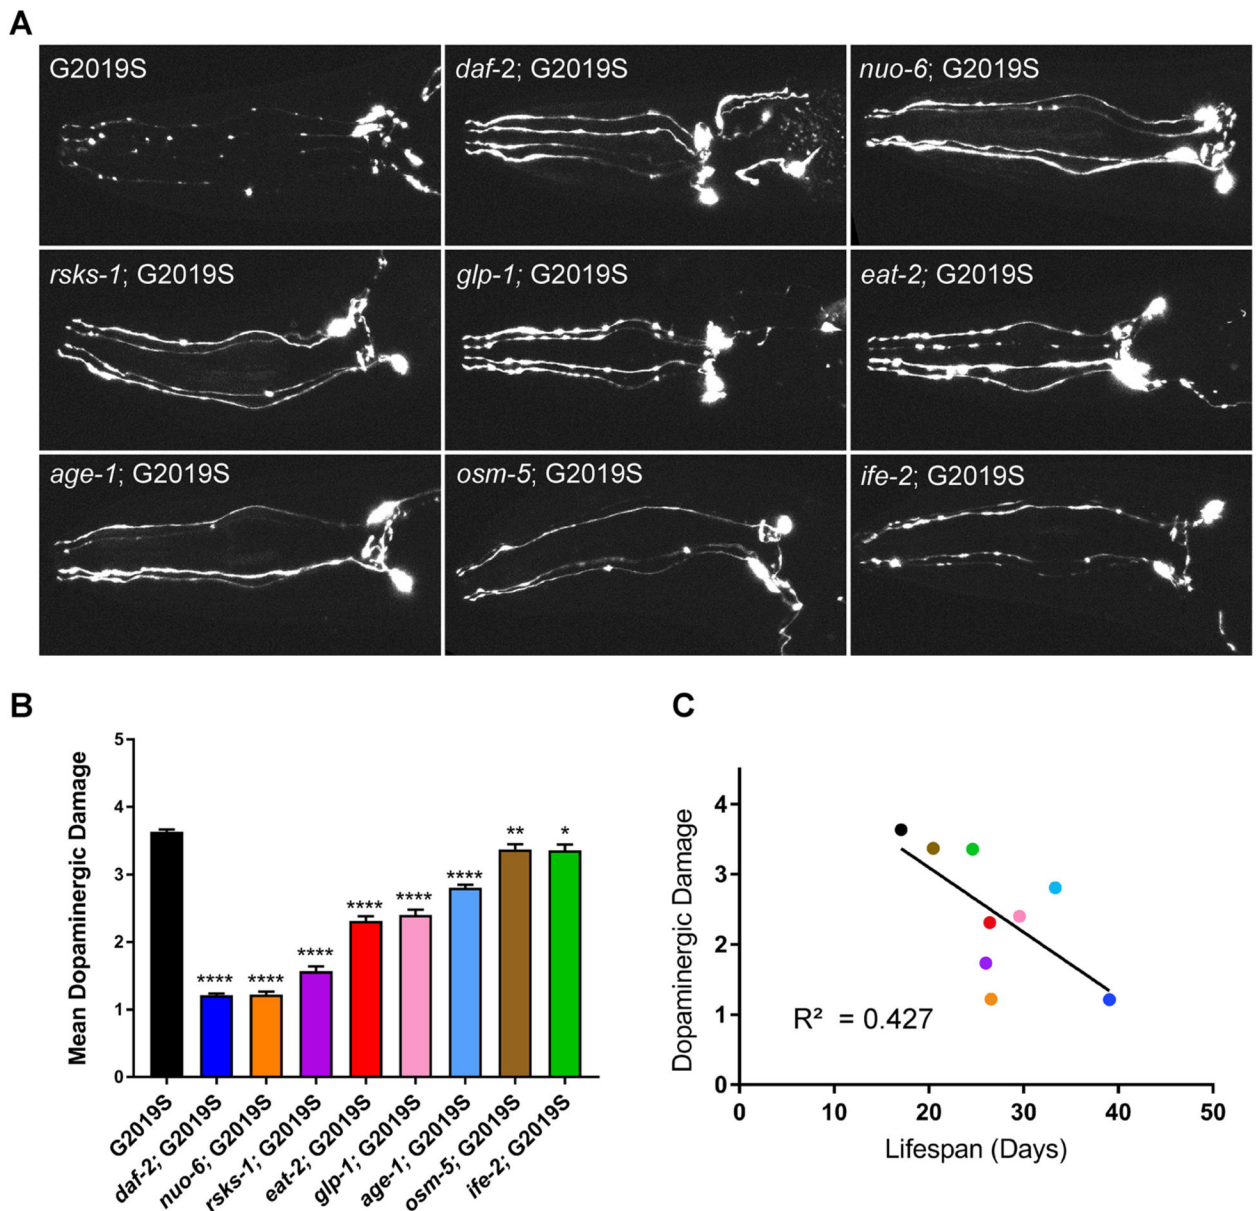 A
G2019S
daf-2; G2019S
nuo-6; G2019S
rsks-1; G2019S
glp-1; G2019S
eat-2; G2019S
age-1; G2019S
osm-5; G2019S
ife-2; G2019S
B
Mean Dopaminergic Damage
5
4
3
2
1
0
****
****
****
****
****
****
**
*
G2019S
daf-2; G2019S
nuo-6; G2019S
rsks-1; G2019S
eat-2; G2019S
glp-1; G2019S
age-1; G2019S
osm-5; G2019S
ife-2; G2019S
C
Dopaminergic Damage
4
3
2
1
0
R² = 0.427
0 10 20 30 40 50
Lifespan (Days)